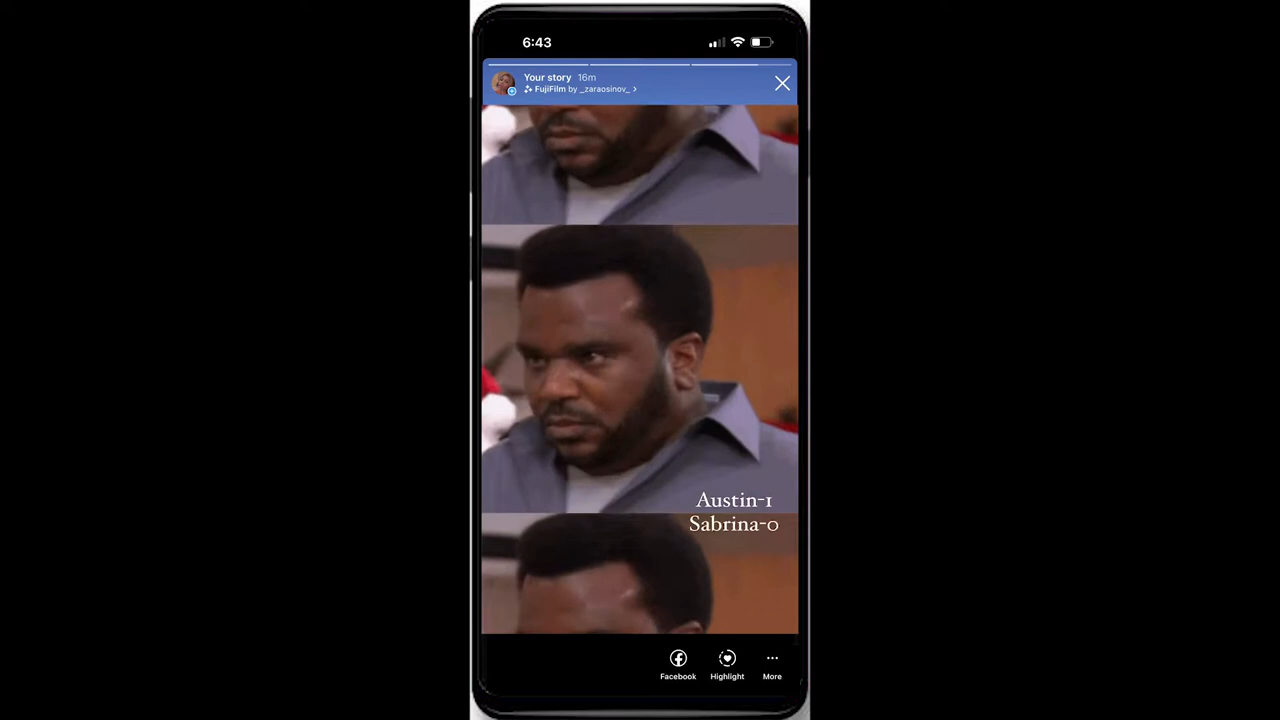 6:43
Your story 16m
FujiFilm by _zaraosinov_ >
Austin-1
Sabrina-0
Facebook
Highlight
More